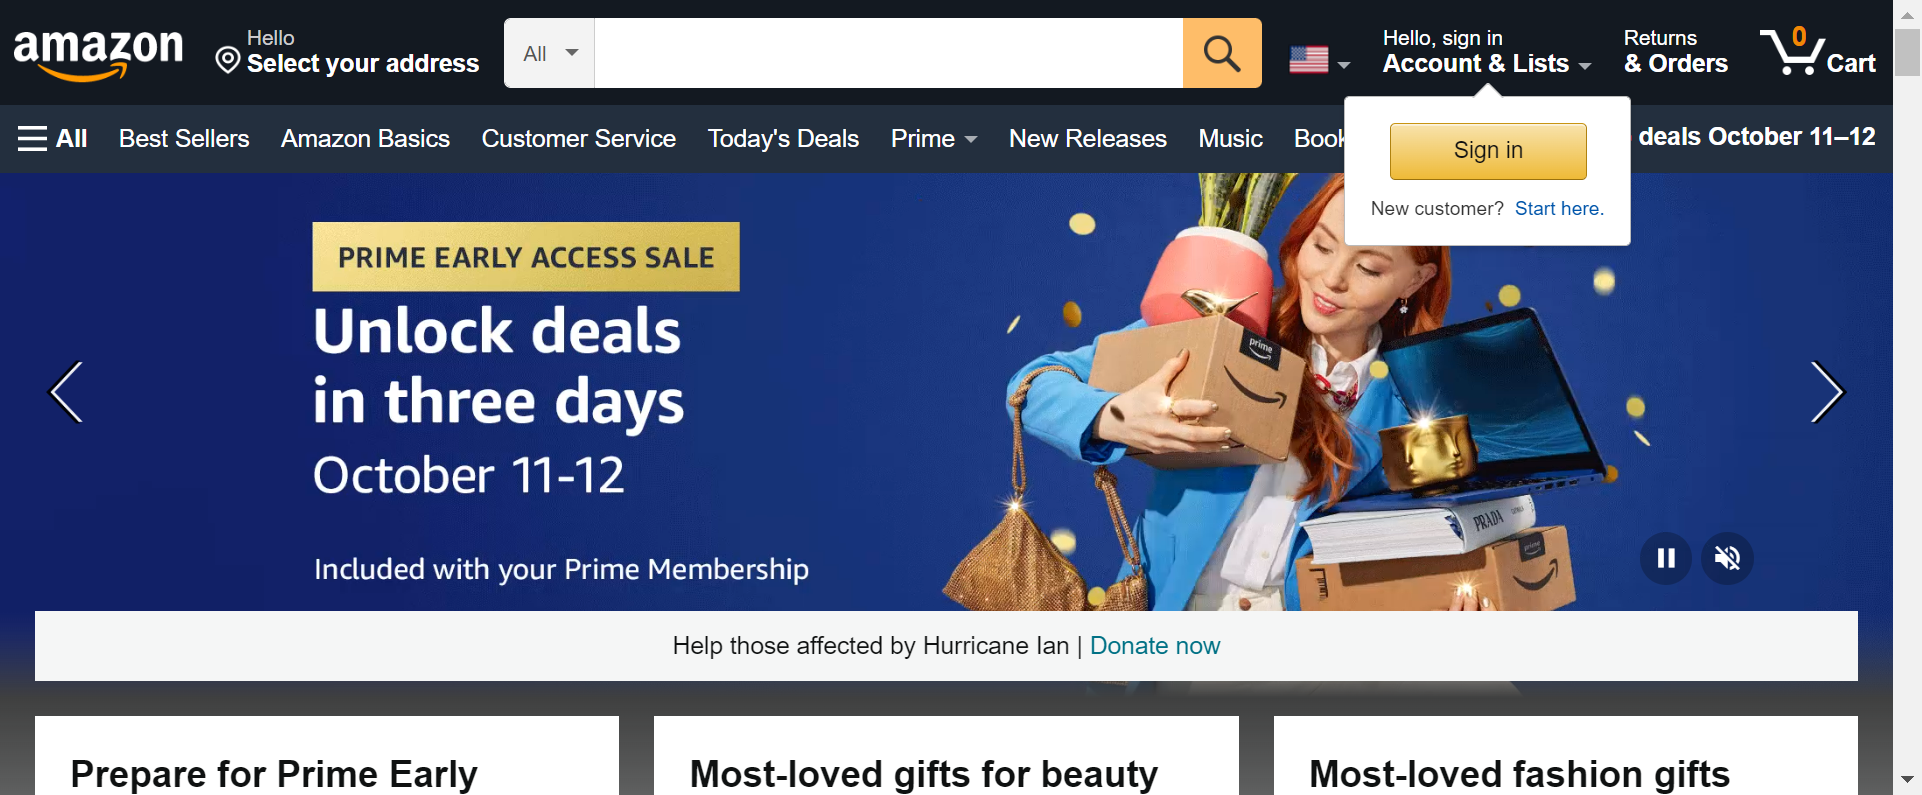 amazon
Hello
Select your address
All
Hello, sign in
Account & Lists
Returns
& Orders
0
Cart
All
Best Sellers
Amazon Basics
Customer Service
Today's Deals
Prime
New Releases
Music
deals October 11–12
Sign in
New customer? Start here.
PRIME EARLY ACCESS SALE
Unlock deals
in three days
October 11-12
Included with your Prime Membership
prime
PRADA
prime
Help those affected by Hurricane Ian | Donate now
Prepare for Prime Early
Most-loved gifts for beauty
Most-loved fashion gifts